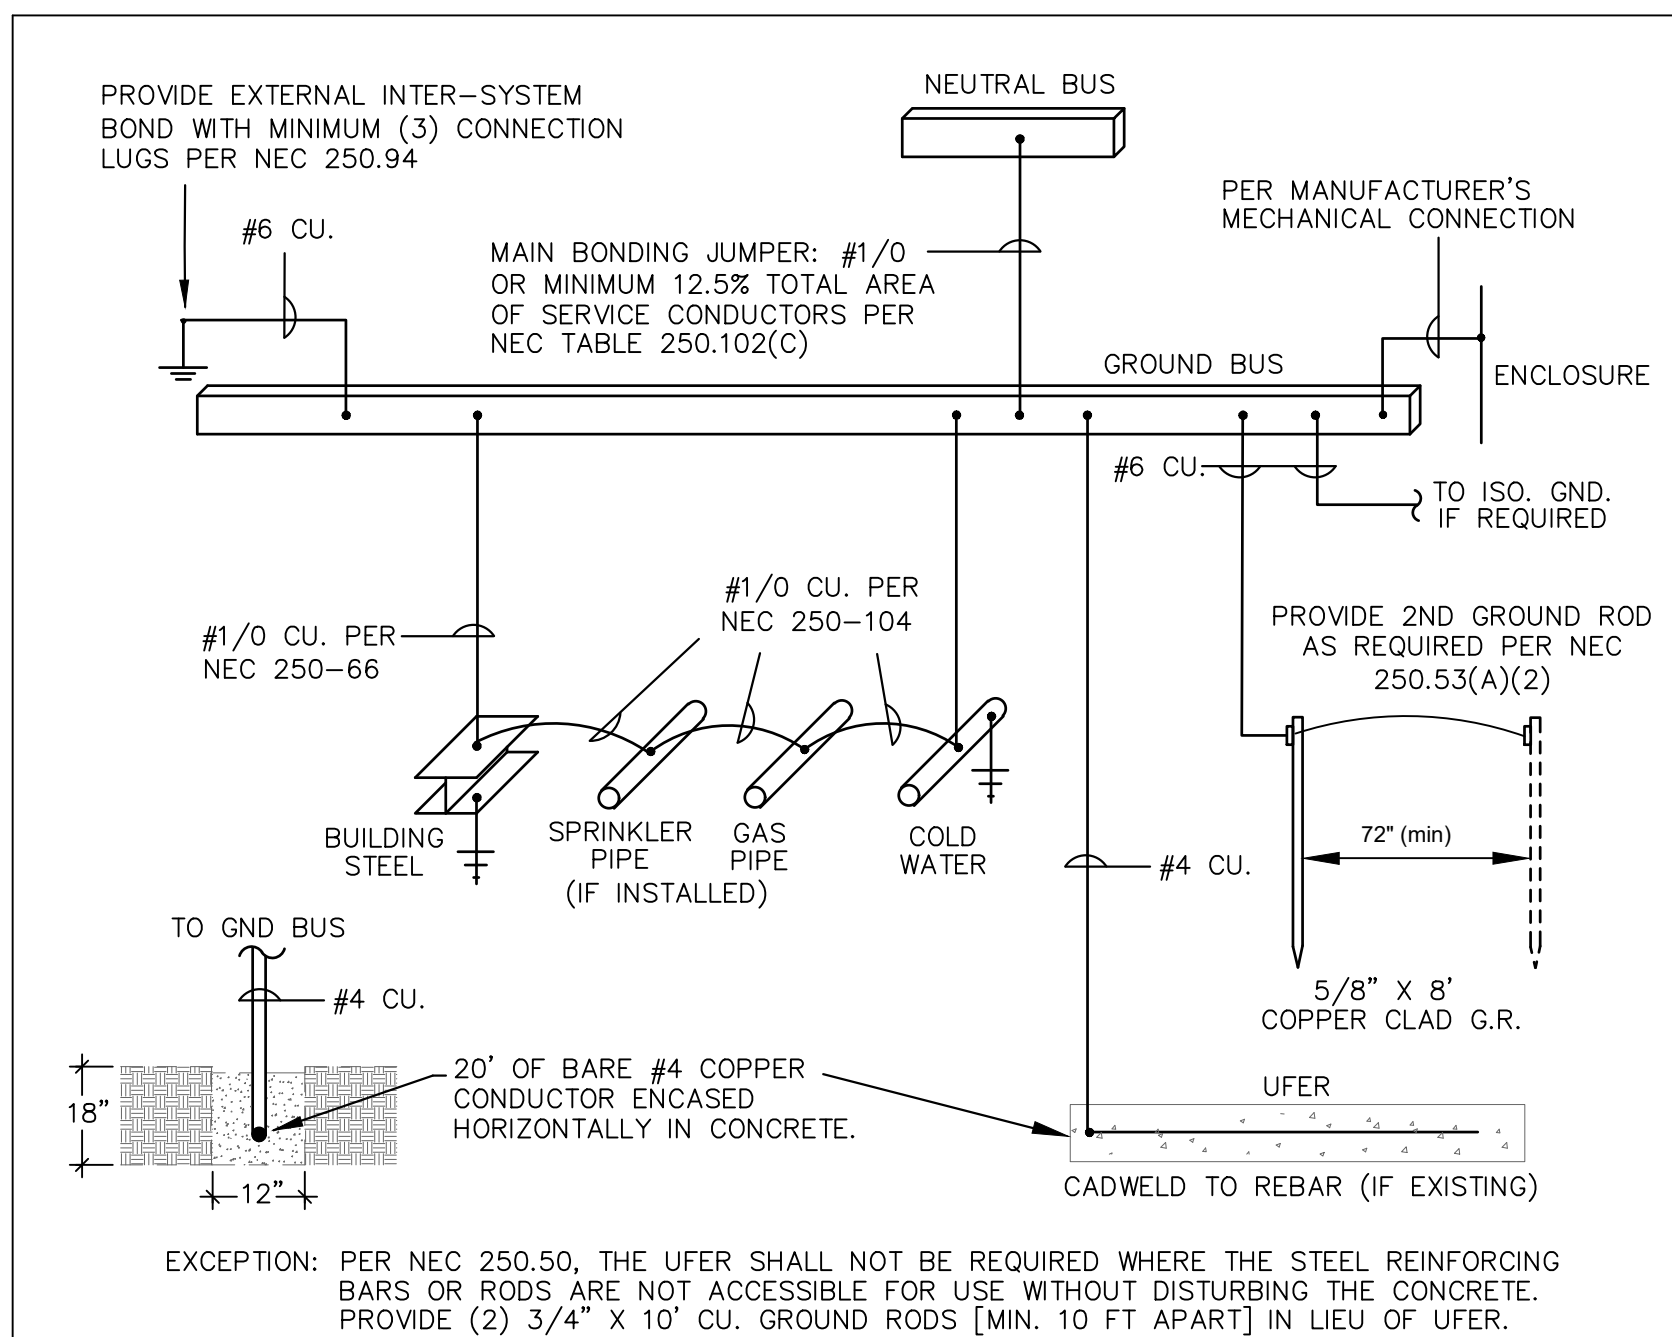 PROVIDE EXTERNAL INTER-SYSTEM
BOND WITH MINIMUM (3) CONNECTION
LUGS PER NEC 250.94
#6 CU.
NEUTRAL BUS
MAIN BONDING JUMPER: #1/0
OR MINIMUM 12.5% TOTAL AREA
OF SERVICE CONDUCTORS PER
NEC TABLE 250.102(C)
PER MANUFACTURER'S
MECHANICAL CONNECTION
GROUND BUS
ENCLOSURE
#6 CU.
TO ISO. GND.
IF REQUIRED
#1/0 CU. PER
NEC 250-66
#1/0 CU. PER
NEC 250-104
PROVIDE 2ND GROUND ROD
AS REQUIRED PER NEC
250.53(A)(2)
BUILDING
STEEL
SPRINKLER
PIPE
(IF INSTALLED)
GAS
PIPE
COLD
WATER
#4 CU.
72" (min)
5/8" X 8'
COPPER CLAD G.R.
TO GND BUS
#4 CU.
18"
12"
20' OF BARE #4 COPPER
CONDUCTOR ENCASED
HORIZONTALLY IN CONCRETE.
UFER
CADWELD TO REBAR (IF EXISTING)
EXCEPTION: PER NEC 250.50, THE UFER SHALL NOT BE REQUIRED WHERE THE STEEL REINFORCING
BARS OR RODS ARE NOT ACCESSIBLE FOR USE WITHOUT DISTURBING THE CONCRETE.
PROVIDE (2) 3/4" X 10' CU. GROUND RODS [MIN. 10 FT APART] IN LIEU OF UFER.